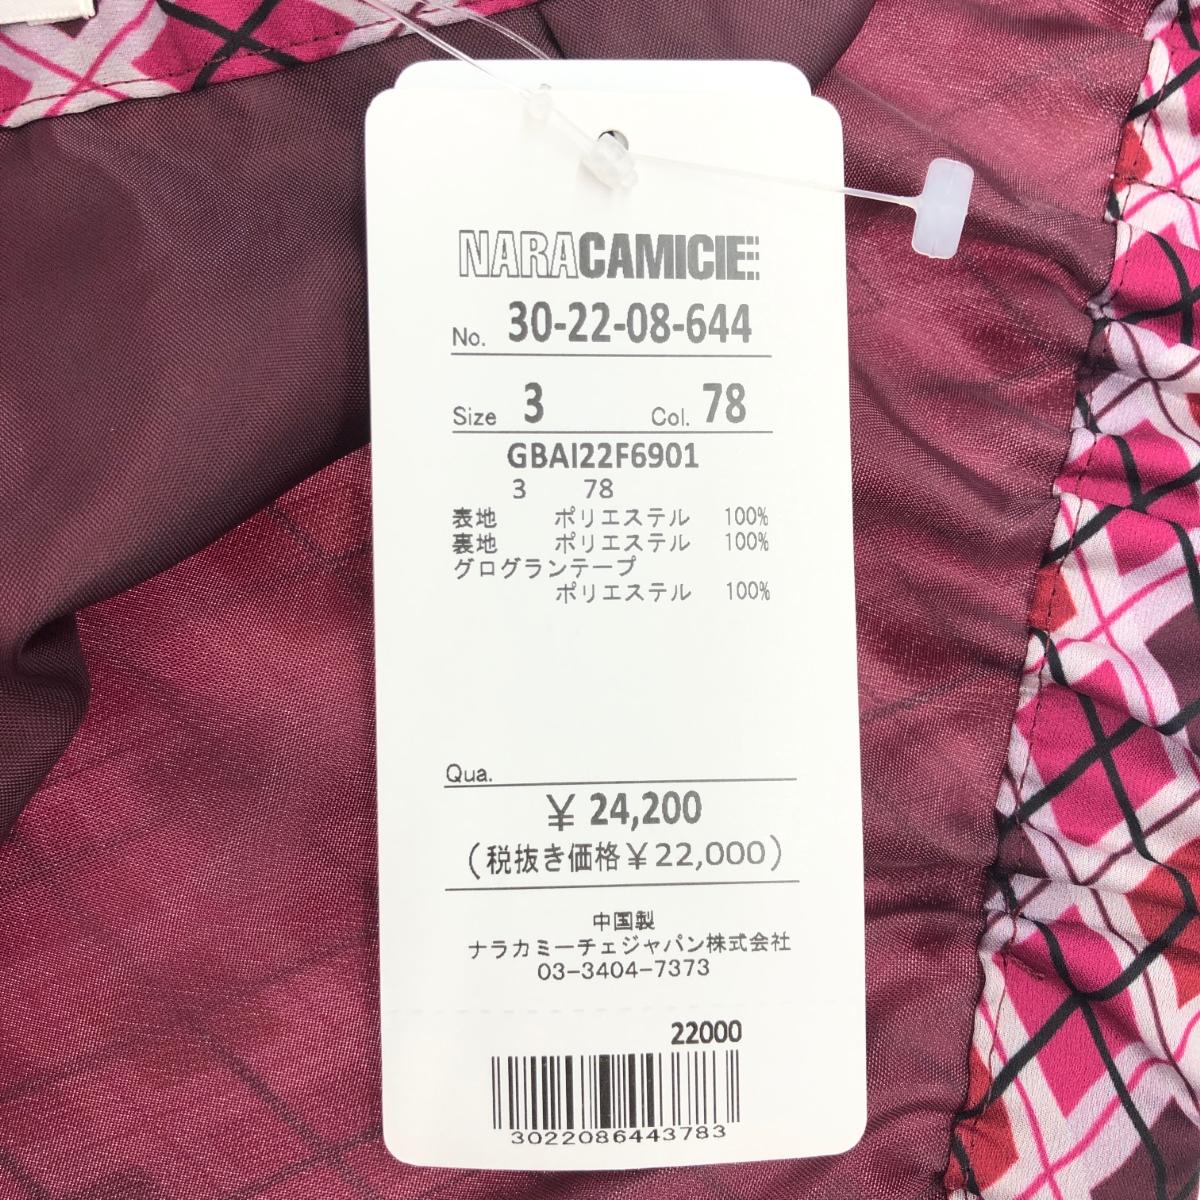 NARACAMICIE
No. 30-22-08-644
Size 3 Col. 78
GBAI22F6901
3 78
表地 ポリエステル 100%
裏地 ポリエステル 100%
グログランテープ
ポリエステル 100%
Qua.
¥ 24,200
(税抜き価格¥22,000)
中国製
ナラカミーチェジャパン株式会社
03-3404-7373
22000
3022086443783